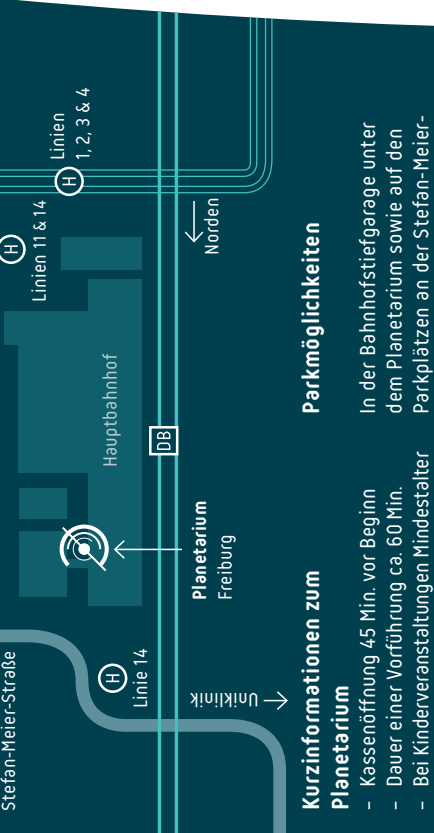 Stefan-Meier-Straße
H
Linie 14
Uniklinik
Planetarium
Freiburg
Hauptbahnhof
DB
H
Linien 11 & 14
H
Linien
1, 2, 3 & 4
Norden
Kurzinformationen zum
Planetarium
– Kassenöffnung 45 Min. vor Beginn
– Dauer einer Vorführung ca. 60 Min.
– Bei Kinderveranstaltungen Mindestalter
Parkmöglichkeiten
In der Bahnhofstiefgarage unter
dem Planetarium sowie auf den
Parkplätzen an der Stefan-Meier-